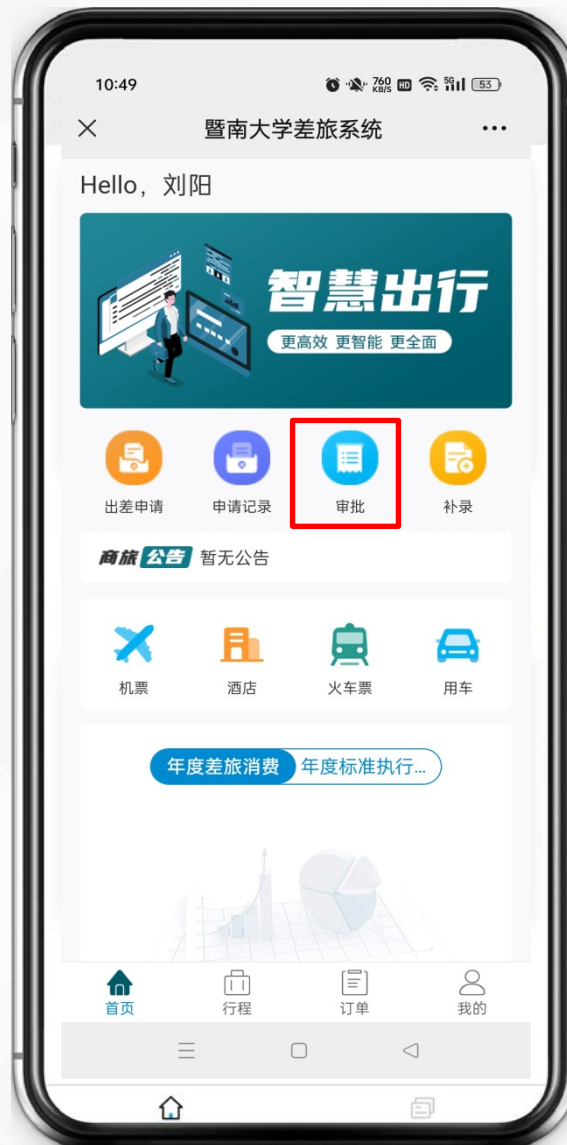 10:49 760 KB/S HD 5G 53
暨南大学差旅系统
Hello，刘阳
智慧出行
更高效 更智能 更全面
出差申请 申请记录 审批 补录
商旅公告 暂无公告
机票 酒店 火车票 用车
年度差旅消费 年度标准执行...
首页 行程 订单 我的